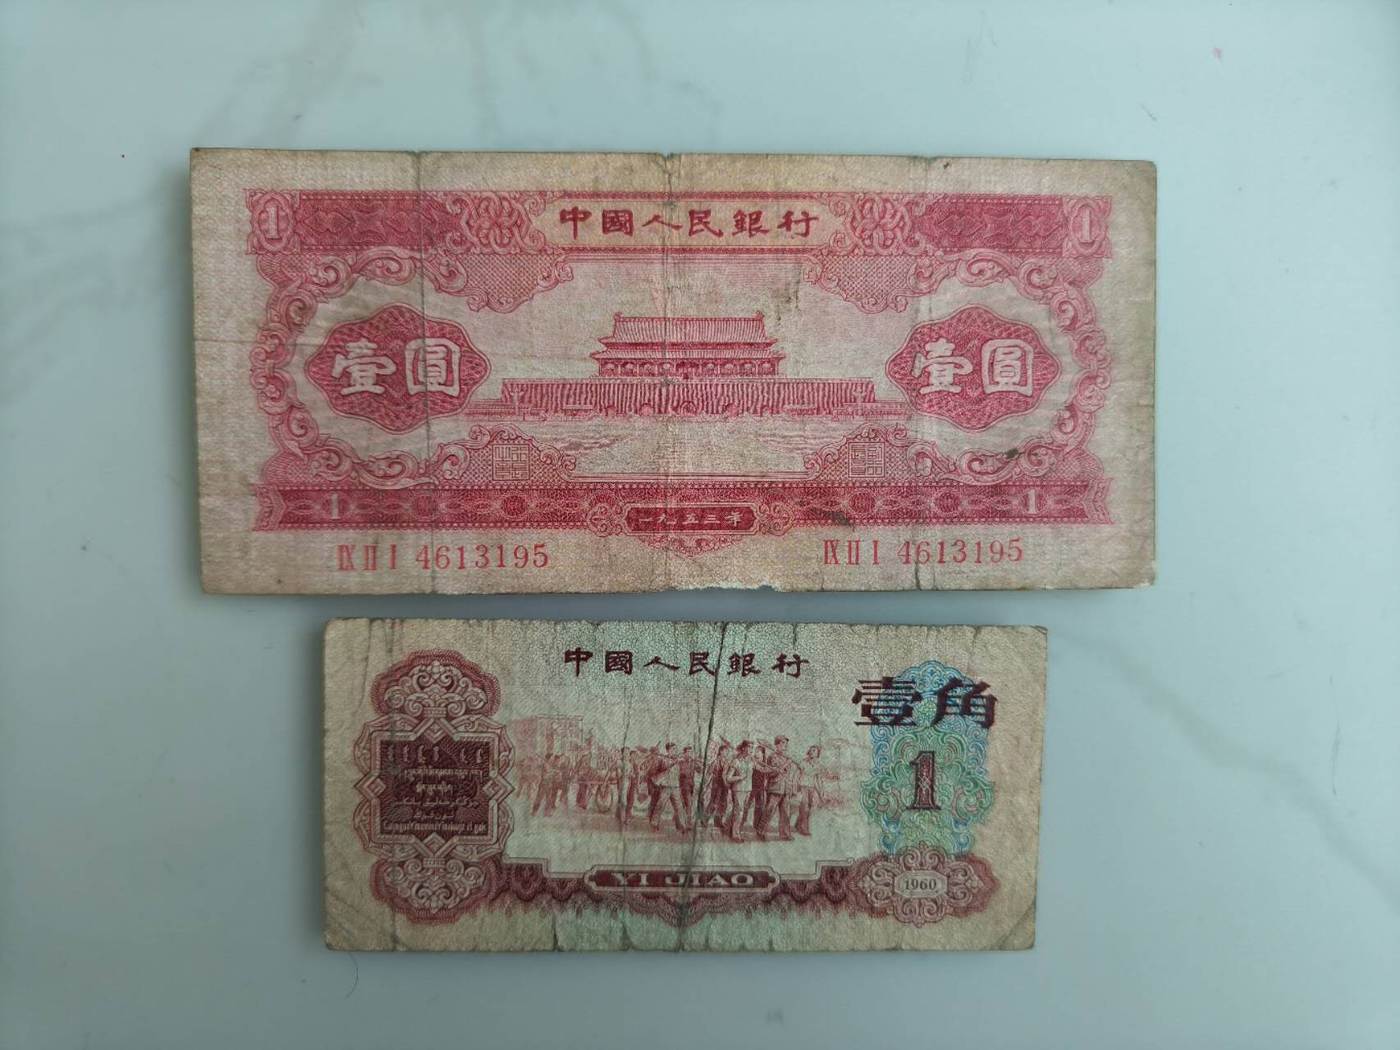 1 中國人民銀行 1
壹圓 壹圓
1 一九五三年 1
ⅨⅡⅠ 4613195 ⅨⅡⅠ 4613195
中國人民銀行
壹角
1
YI JIAO
1960